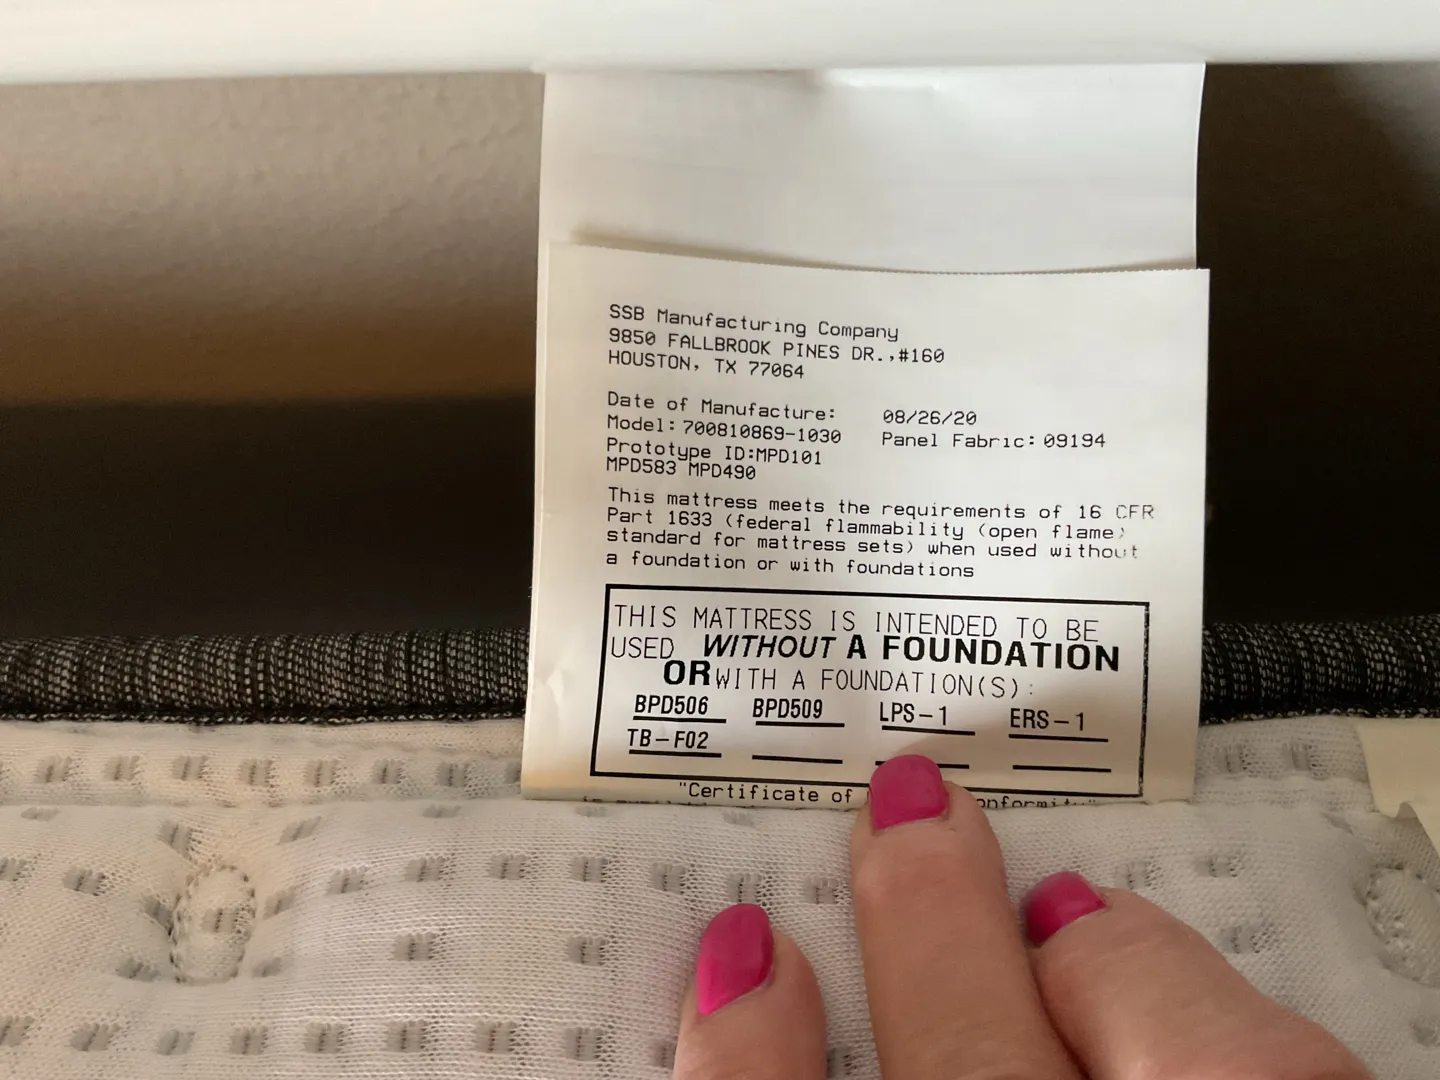 SSB Manufacturing Company
9850 FALLBROOK PINES DR.,#160
HOUSTON, TX 77064
Date of Manufacture: 08/26/20
Model: 700810869-1030 Panel Fabric: 09194
Prototype ID:MPD101
MPD583 MPD490
This mattress meets the requirements of 16 CFR
Part 1633 (federal flammability (open flame)
standard for mattress sets) when used without
a foundation or with foundations
THIS MATTRESS IS INTENDED TO BE
USED WITHOUT A FOUNDATION
OR WITH A FOUNDATION(S):
BPD506 BPD509 LPS-1 ERS-1
TB-F02
"Certificate of